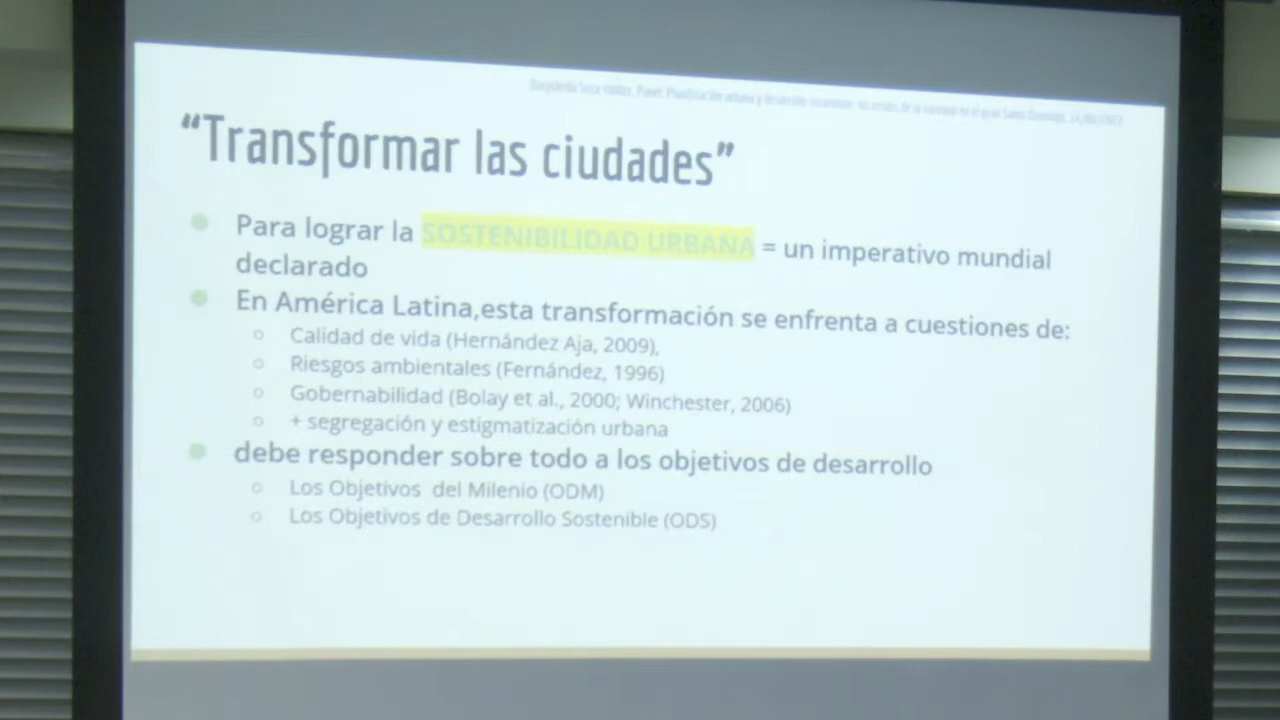 “Transformar las ciudades”
Para lograr la SOSTENIBILIDAD URBANA = un imperativo mundial
declarado
En América Latina,esta transformación se enfrenta a cuestiones de:
Calidad de vida (Hernández Aja, 2009),
Riesgos ambientales (Fernández, 1996)
Gobernabilidad (Bolay et al., 2000; Winchester, 2006)
+ segregación y estigmatización urbana
debe responder sobre todo a los objetivos de desarrollo
Los Objetivos del Milenio (ODM)
Los Objetivos de Desarrollo Sostenible (ODS)